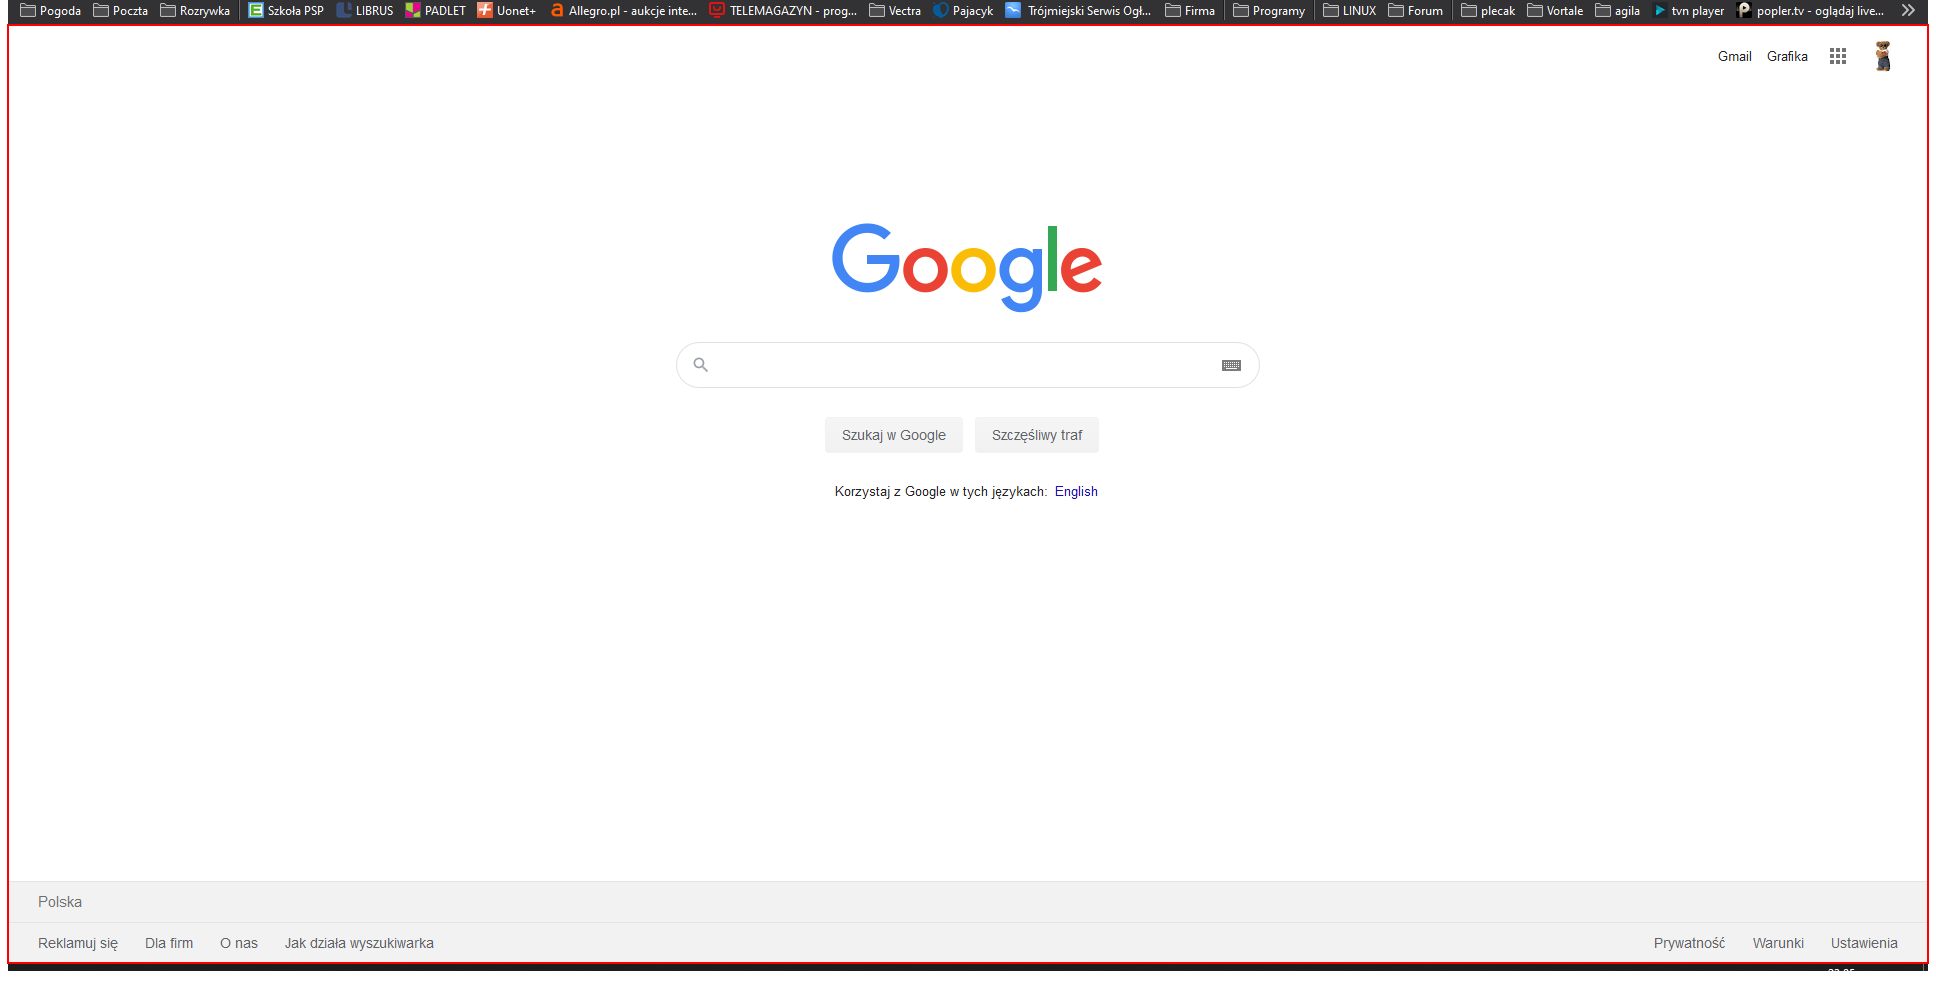 Pogoda Poczta Rozrywka Szkoła PSP LIBRUS PADLET Uonet+ Allegro.pl - aukcje inte... TELEMAGAZYN - prog... Vectra Pajacyk Trójmiejski Serwis Ogł... Firma Programy LINUX Forum plecak Vortale agila tvn player popler.tv - oglądaj live...
Gmail Grafika
Google
Szukaj w Google Szczęśliwy traf
Korzystaj z Google w tych językach: English
Polska
Reklamuj się Dla firm O nas Jak działa wyszukiwarka Prywatność Warunki Ustawienia